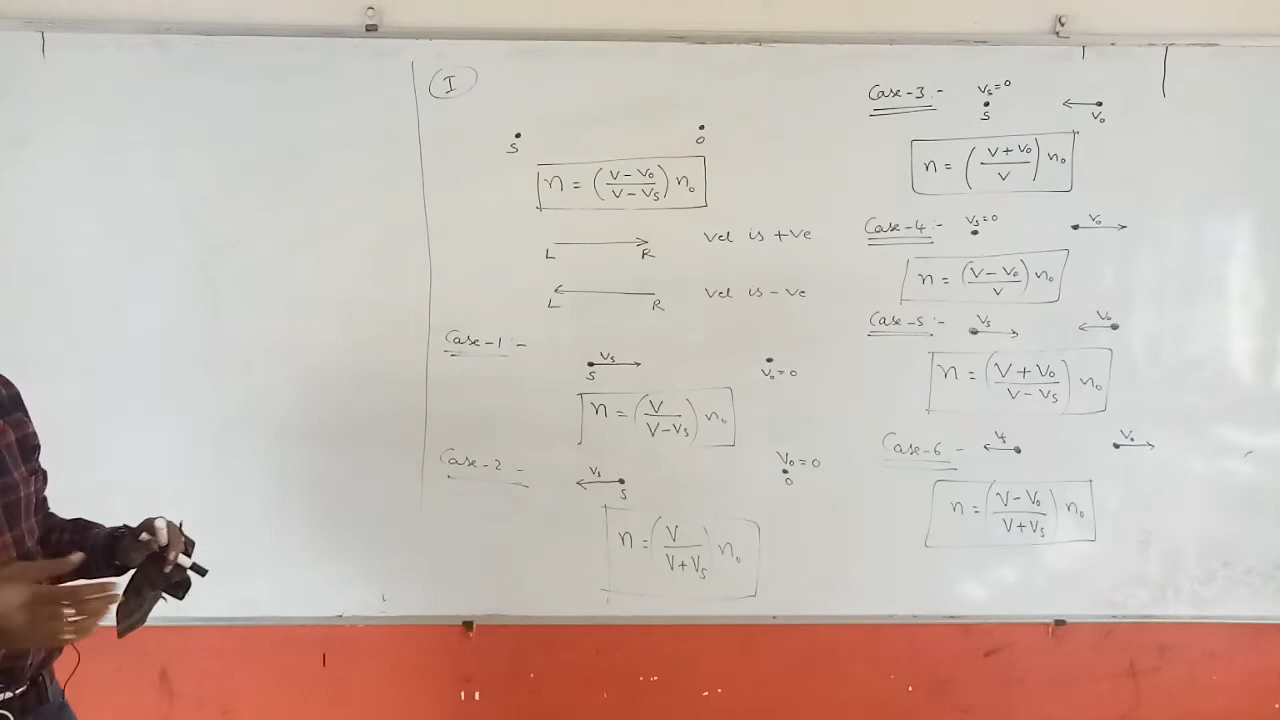 I
S O
n = (V - V₀ / V - Vₛ) n₀
L R vel is +ve
L R vel is - ve
Case-1:-
Vₛ
S V₀ = 0
n = (V / V - Vₛ) n₀
Case-2 -
Vₛ V₀ = 0
S O
n = (V / V + Vₛ) n₀
Case-3:- Vₛ = 0
S V₀
n = (V + V₀ / V) n₀
Case-4:- Vₛ = 0 V₀
n = (V - V₀ / V) n₀
Case-5:- Vₛ V₀
n = (V + V₀ / V - Vₛ) n₀
Case-6 - Vₛ V₀
n = (V - V₀ / V + Vₛ) n₀